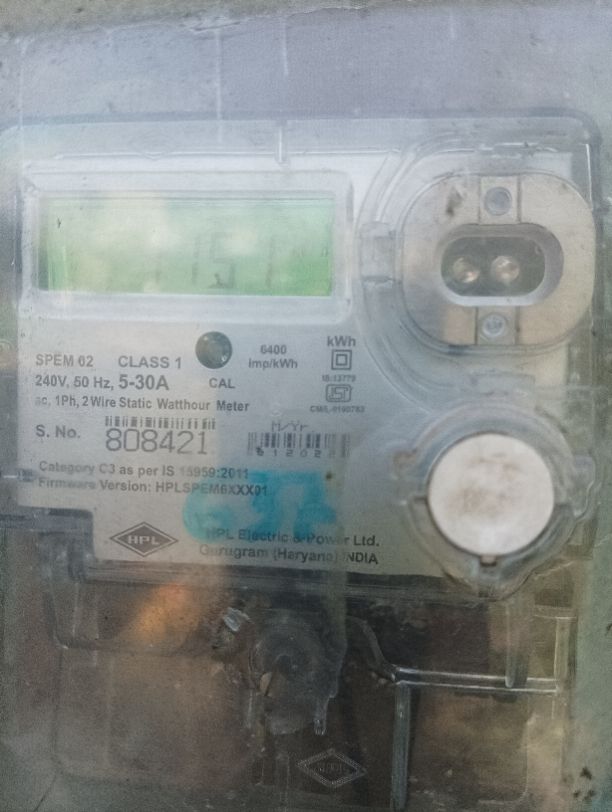 SPEM 62 CLASS 1
240V, 50 Hz, 5-30A
CAL
6400
imp/kWh
kWh
IS:13779
ac, 1Ph, 2 Wire Static Watthour Meter
S. No. 808421
M/Yr
Category C3 as per IS 15959:2011
Firmware Version: HPLSPEM6XXX01
HPL
HPL Electric & Power Ltd.
Gurugram (Haryana) INDIA